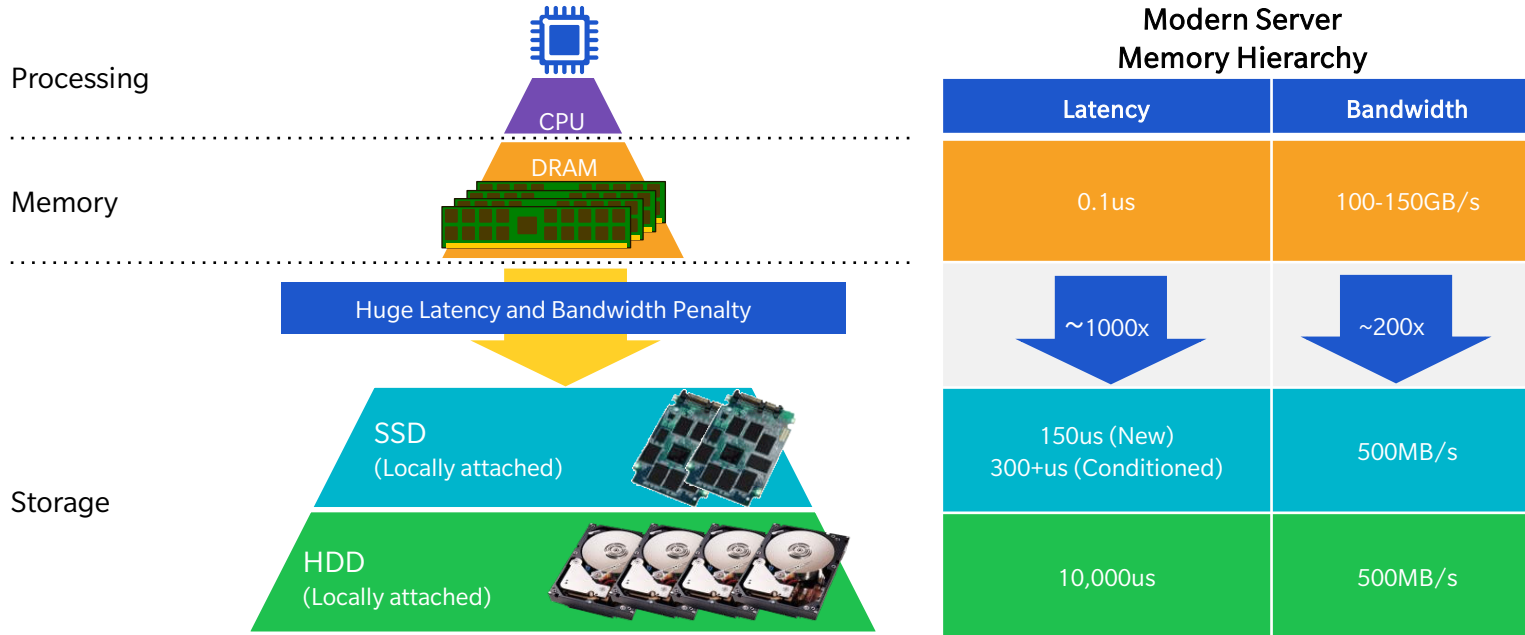 Modern Server
Memory Hierarchy
Processing
CPU
Latency
Bandwidth
Memory
DRAM
0.1us
100-150GB/s
Huge Latency and Bandwidth Penalty
~1000x
~200x
Storage
SSD
(Locally attached)
150us (New)
300+us (Conditioned)
500MB/s
HDD
(Locally attached)
10,000us
500MB/s